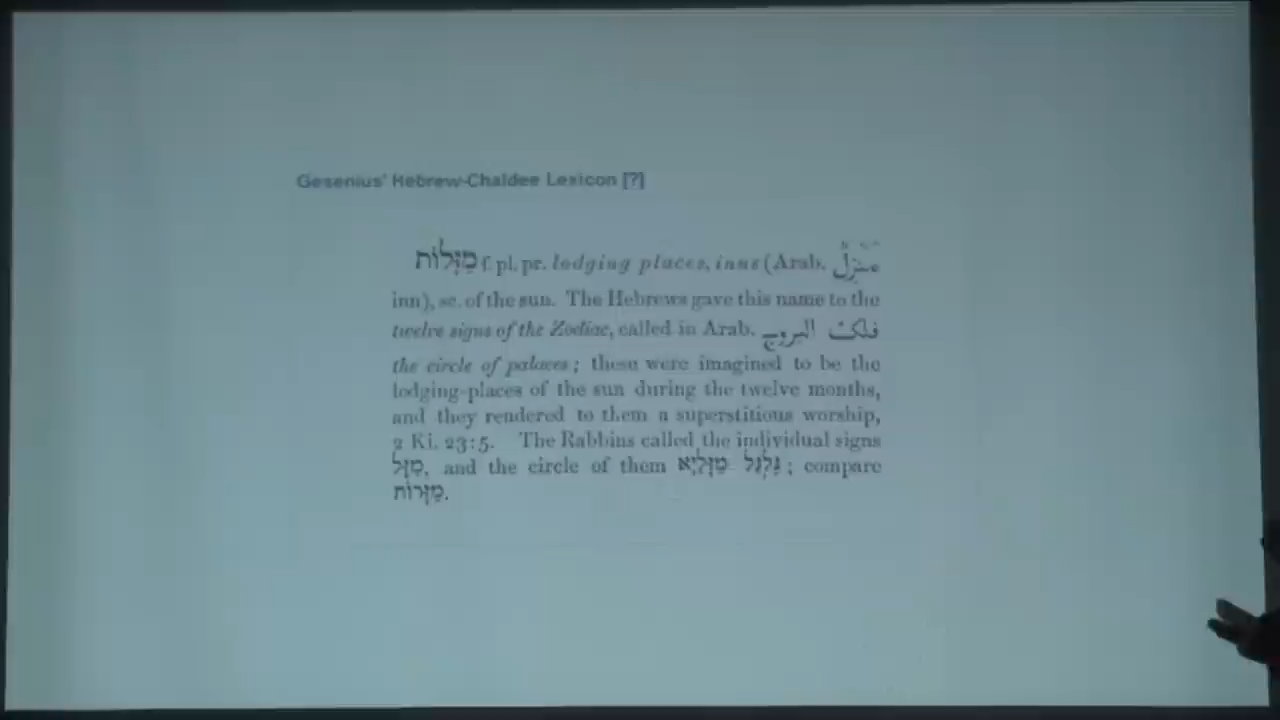 Gesenius' Hebrew-Chaldee Lexicon [?]
מַזָּלוֹת f. pl. pr. lodging places, inns (Arab. مَنْزِلٌ
inn), sc. of the sun. The Hebrews gave this name to the
twelve signs of the Zodiac, called in Arab. فلك البروج
the circle of palaces; these were imagined to be the
lodging-places of the sun during the twelve months,
and they rendered to them a superstitious worship,
2 Ki. 23:5. The Rabbins called the individual signs
מַזָּל, and the circle of them גַּלְגַּל מַזָּלַיָּא; compare
מַזָּרוֹת.